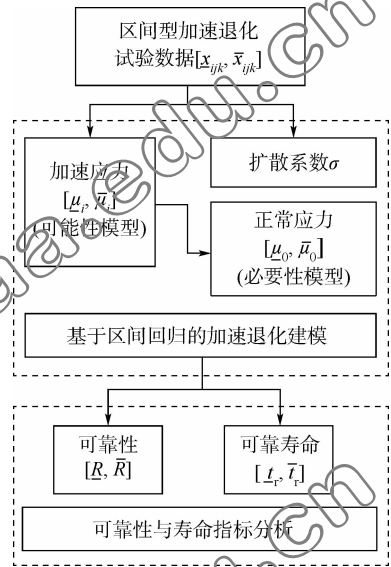 区间型加速退化
试验数据[x̲ᵢⱼₖ, x̄ᵢⱼₖ]
加速应力
[μ̲ᵢ, μ̄ᵢ]
(可能性模型)
扩散系数σ
正常应力
[μ̲₀, μ̄₀]
(必要性模型)
基于区间回归的加速退化建模
可靠性
[R̲, R̄]
可靠寿命
[t̲ᵣ, t̄ᵣ]
可靠性与寿命指标分析
aa.edu.cn